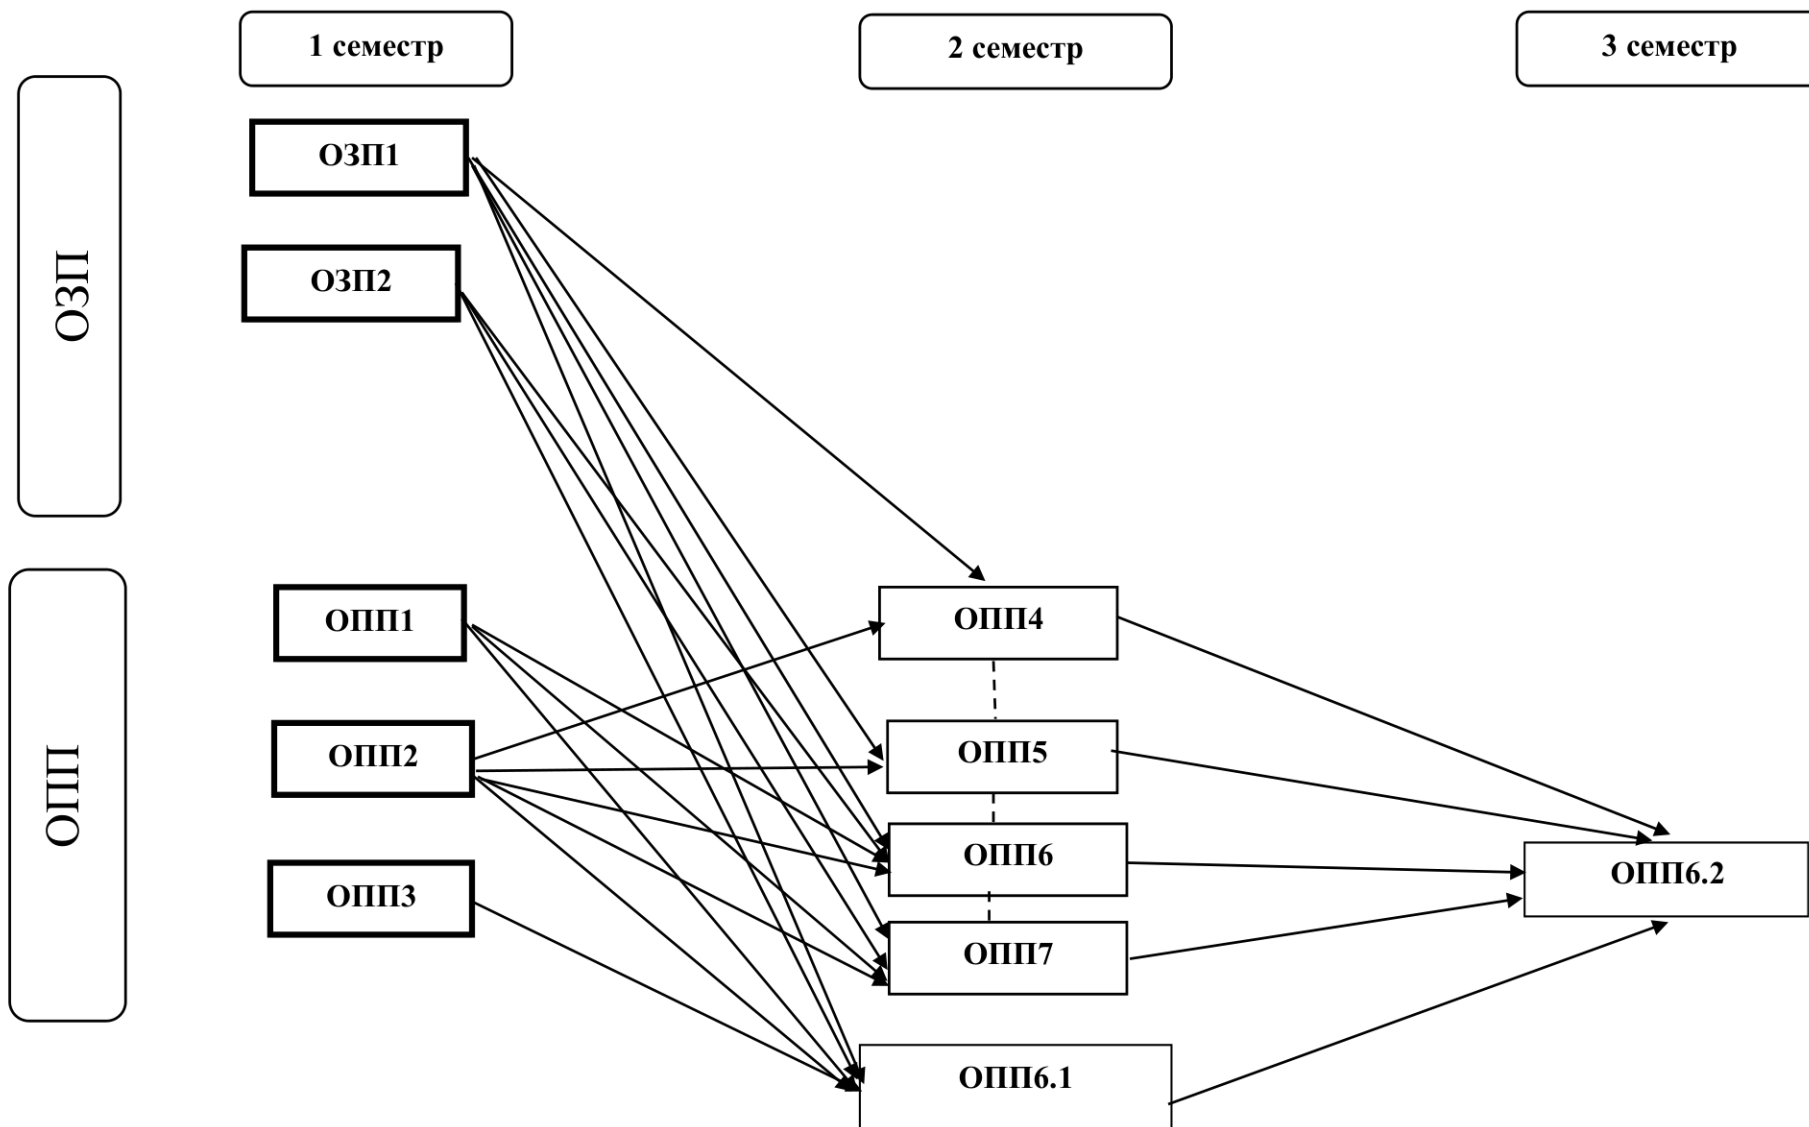 1 семестр
2 семестр
3 семестр
ОЗП
ОЗП1
ОЗП2
ОПП
ОПП1
ОПП2
ОПП3
ОПП4
ОПП5
ОПП6
ОПП7
ОПП6.1
ОПП6.2